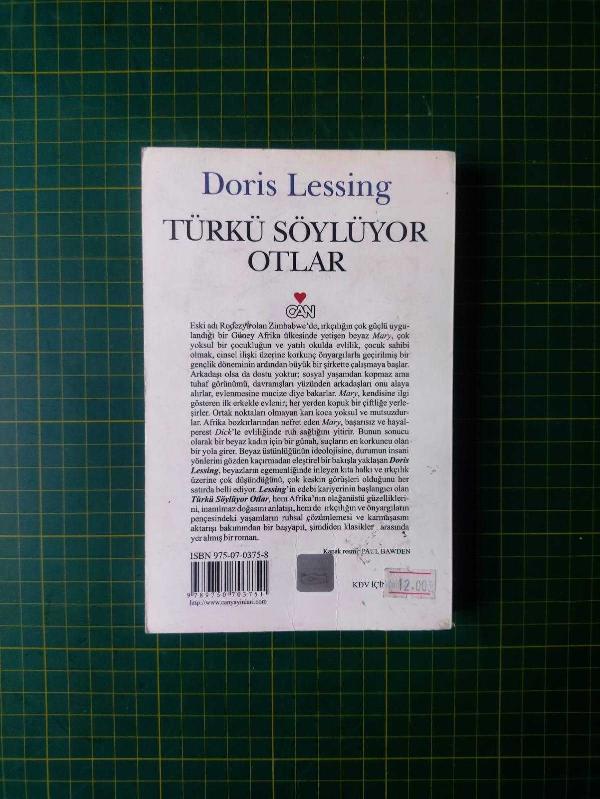 Doris Lessing
TÜRKÜ SÖYLÜYOR
OTLAR
CAN
Eski adı Rodezya olan Zimbabwe'de, ırkçılığın çok güçlü uygu-
landığı bir Güney Afrika ülkesinde yetişen beyaz Mary, çok
yoksul bir çocukluğun ve yatılı okulda evlilik, çocuk sahibi
olmak, cinsel ilişki üzerine korkunç önyargılarla geçirilmiş bir
gençlik döneminin ardından büyük bir şirkette çalışmaya başlar.
Arkadaşı olsa da dostu yoktur; sosyal yaşamdan kopmaz ama
tuhaf görünümü, davranışları yüzünden arkadaşları onu alaya
alırlar, evlenmesine mucize diye bakarlar. Mary, kendisine ilgi
gösteren ilk erkekle evlenir, her yerden kopuk bir çiftliğe yerle-
şirler. Ortak noktaları olmayan karı koca yoksul ve mutsuzdur-
lar. Afrika bozkırlarından nefret eden Mary, başarısız ve hayal-
perest Dick'le evliliğinde ruh sağlığını yitirir. Bunun sonucu
olarak bir beyaz kadın için bir günah, suçların en korkuncu olan
bir yola girer. Beyaz üstünlüğünün ideolojisine, durumun insani
yönlerini gözden kaçırmadan eleştirel bir bakışla yaklaşan Doris
Lessing, beyazların egemenliğinde inleyen kıta halkı ve ırkçılık
üzerine çok düşündüğünü, çok keskin görüşleri olduğunu her
satırda belli ediyor. Lessing'in edebi kariyerinin başlangıcı olan
Türkü Söylüyor Otlar, hem Afrika'nın olağanüstü güzellikleri-
ni, inanılmaz doğasını anlatışı, hem de ırkçılığın ve önyargıların
pençesindeki yaşamların ruhsal çözümlemesi ve karmaşasını
aktarışı bakımından bir başyapıt, şimdiden klasikler arasında
yer almış bir roman.
Kapak resmi: PAUL BAWDEN
ISBN 975-07-0375-8
9 789750 703751
KDV İÇİ
12.00
http://www.canyayinlari.com